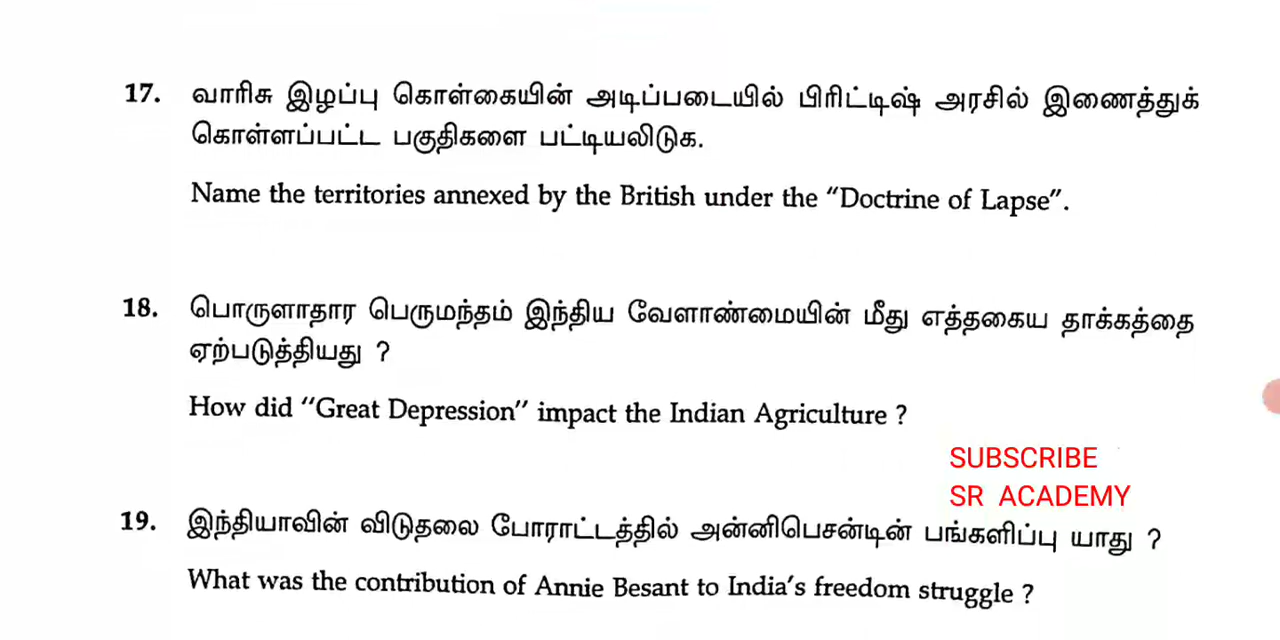 17. வாரிசு இழப்பு கொள்கையின் அடிப்படையில் பிரிட்டிஷ் அரசில் இணைத்துக்
கொள்ளப்பட்ட பகுதிகளை பட்டியலிடுக.
Name the territories annexed by the British under the “Doctrine of Lapse”.
18. பொருளாதார பெருமந்தம் இந்திய வேளாண்மையின் மீது எத்தகைய தாக்கத்தை
ஏற்படுத்தியது ?
How did “Great Depression” impact the Indian Agriculture ?
SUBSCRIBE
SR ACADEMY
19. இந்தியாவின் விடுதலை போராட்டத்தில் அன்னிபெசன்டின் பங்களிப்பு யாது ?
What was the contribution of Annie Besant to India’s freedom struggle ?